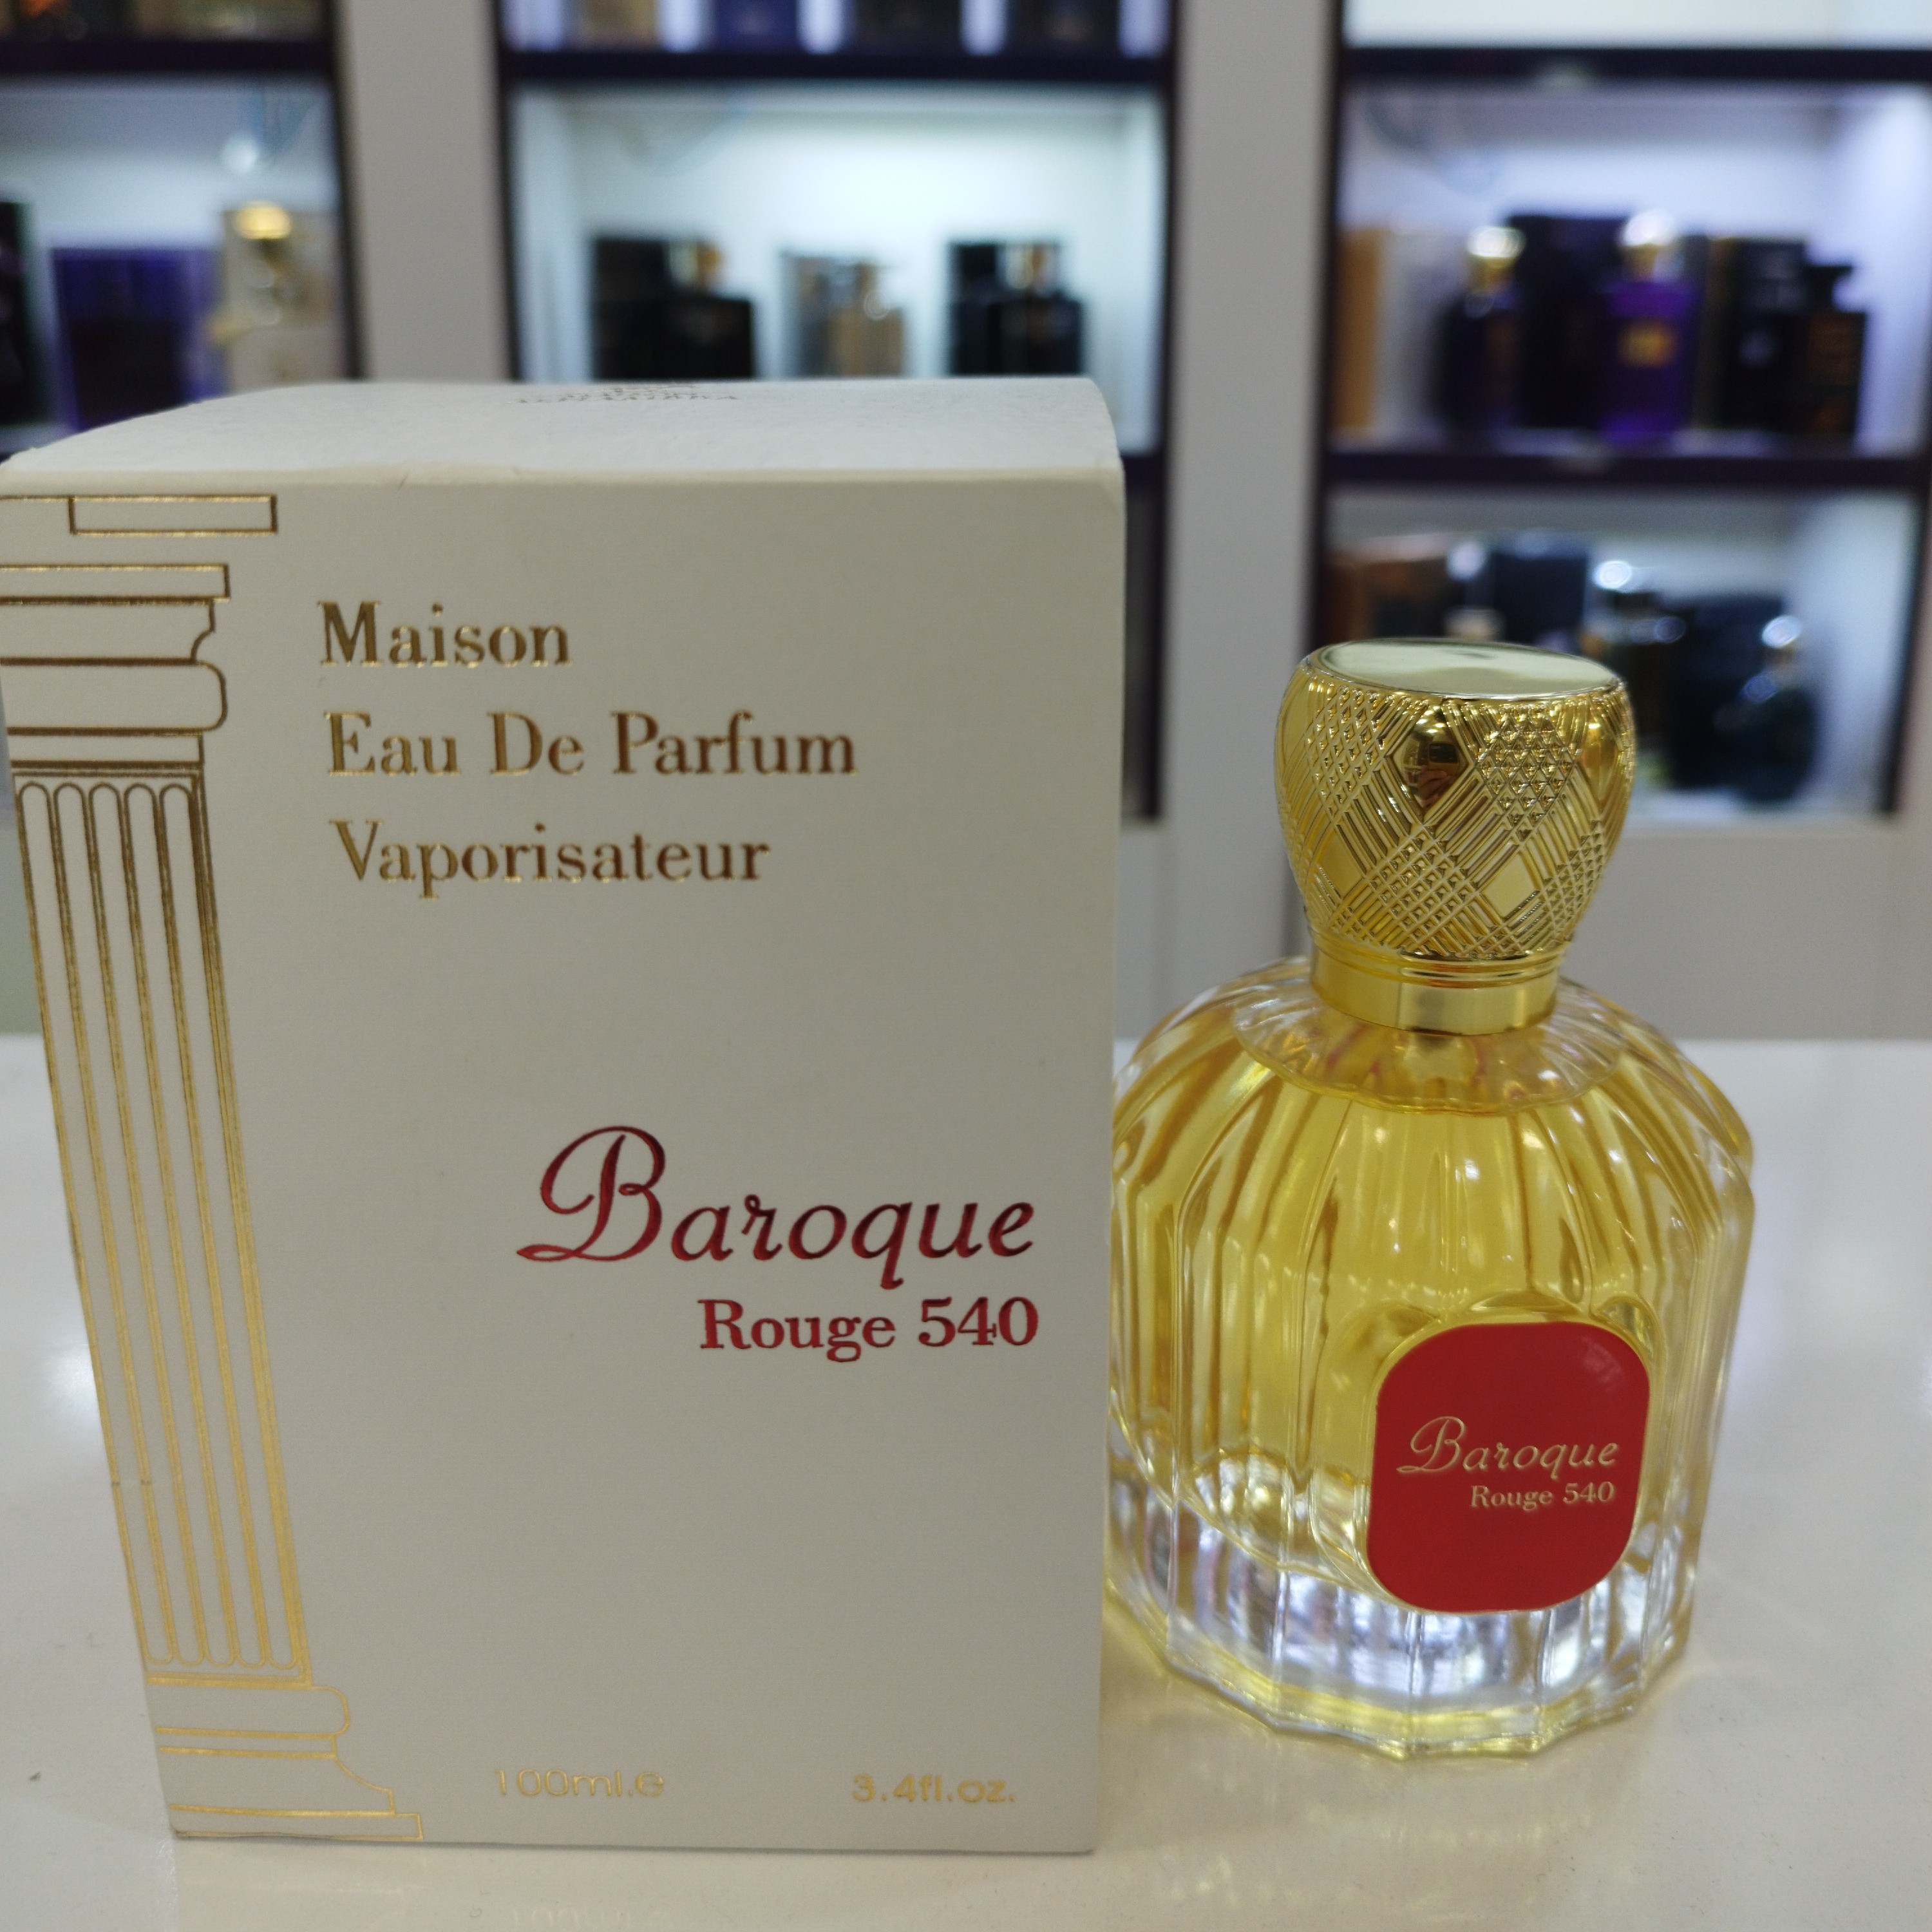 Maison
Eau De Parfum
Vaporisateur
Baroque
Rouge 540
100ml.e
3.4fl.oz.
Baroque
Rouge 540